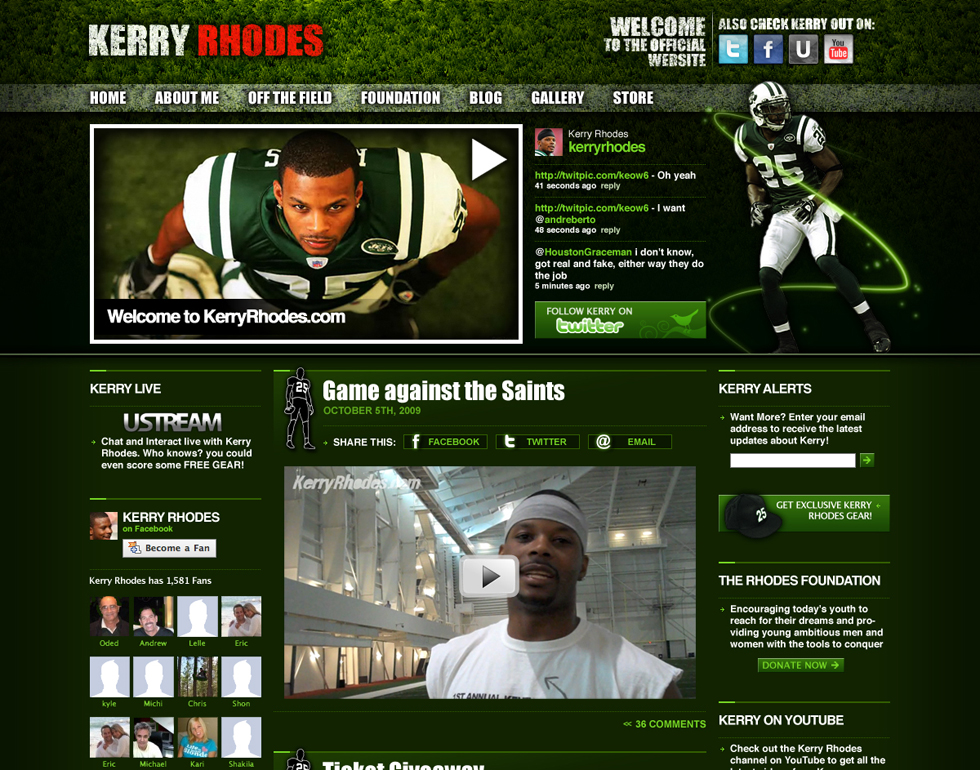 KERRY RHODES
WELCOME
TO THE OFFICIAL
WEBSITE
ALSO CHECK KERRY OUT ON:
t
f
U
You
Tube
HOME
ABOUT ME
OFF THE FIELD
FOUNDATION
BLOG
GALLERY
STORE
Welcome to KerryRhodes.com
Kerry Rhodes
kerryrhodes
http://twitpic.com/keow6 - Oh yeah
41 seconds ago reply
http://twitpic.com/keow6 - I want
@andreberto
48 seconds ago reply
@HoustonGraceman i don't know,
got real and fake, either way they do
the job
5 minutes ago reply
FOLLOW KERRY ON
twitter
25
KERRY LIVE
USTREAM
Chat and Interact live with Kerry
Rhodes. Who knows? you could
even score some FREE GEAR!
KERRY RHODES
on Facebook
Become a Fan
Kerry Rhodes has 1,581 Fans
Oded
Andrew
Lelle
Eric
kyle
Michi
Chris
Shon
Eric
Michael
Kari
Shakila
25
Game against the Saints
OCTOBER 5TH, 2009
SHARE THIS:
f FACEBOOK
t TWITTER
@ EMAIL
KerryRhodes.com
1ST ANNUAL
<< 36 COMMENTS
25
Ticket Giveaway
KERRY ALERTS
Want More? Enter your email
address to receive the latest
updates about Kerry!
25
GET EXCLUSIVE KERRY +
RHODES GEAR!
THE RHODES FOUNDATION
Encouraging today's youth to
reach for their dreams and pro-
viding young ambitious men and
women with the tools to conquer
DONATE NOW
KERRY ON YOUTUBE
Check out the Kerry Rhodes
channel on YouTube to get all the